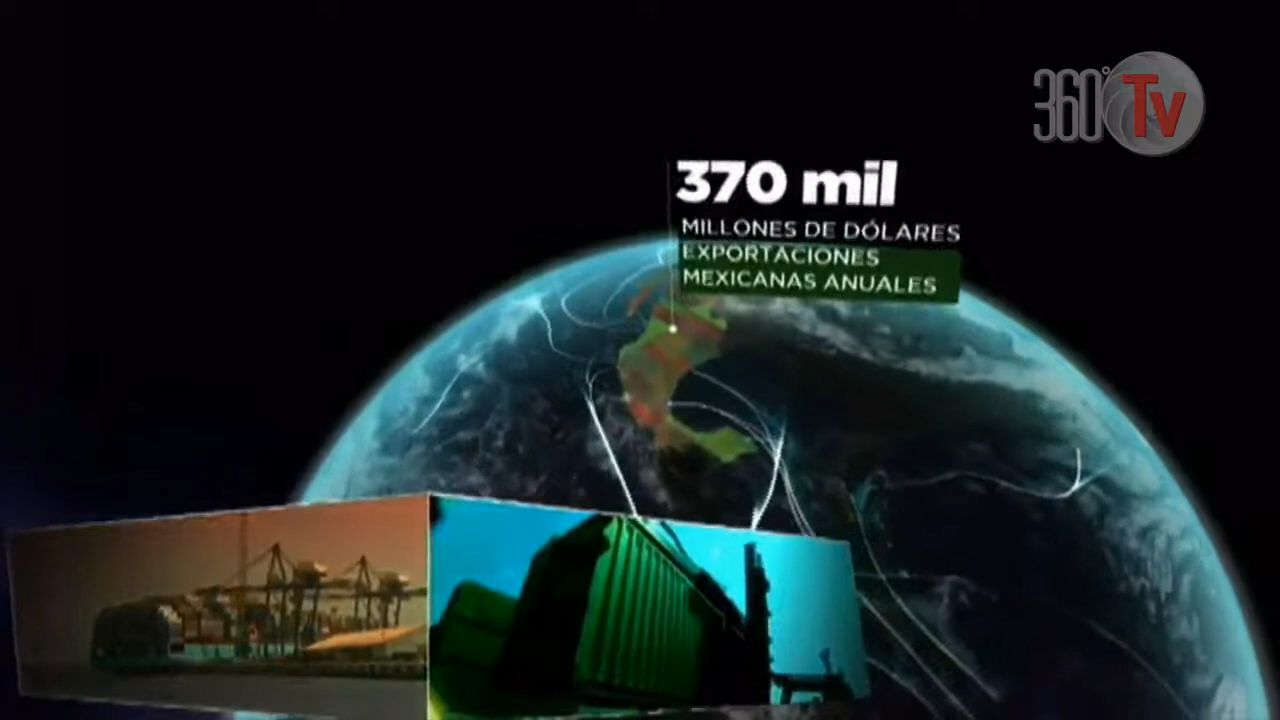 360° Tv
370 mil
MILLONES DE DÓLARES
EXPORTACIONES
MEXICANAS ANUALES